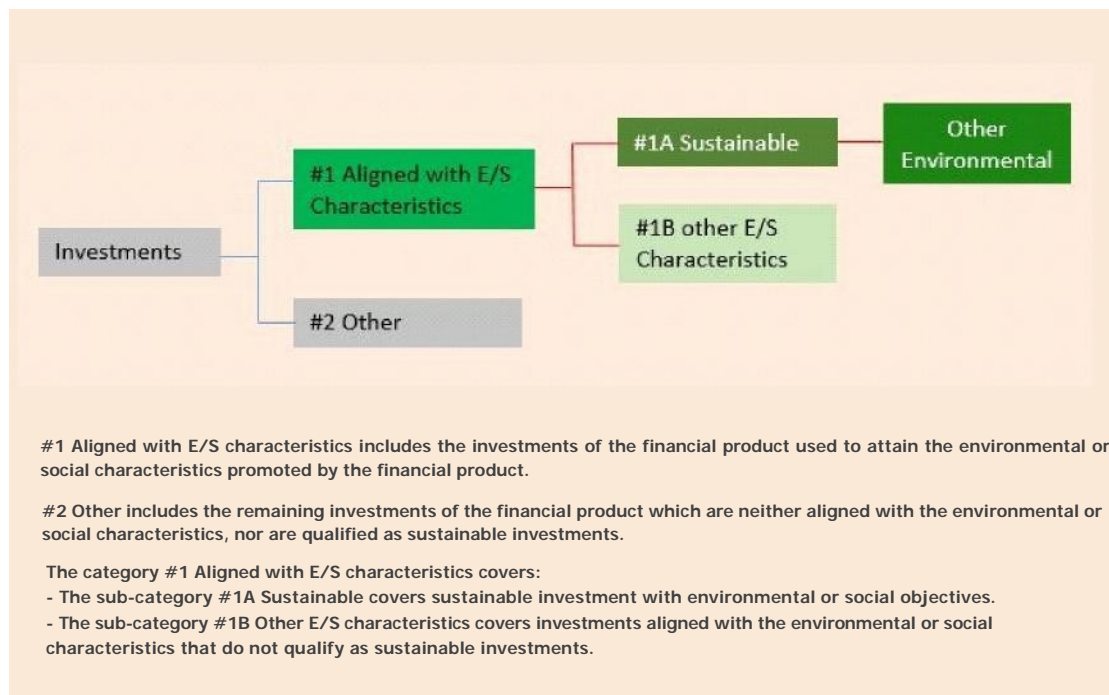 Investments
#1 Aligned with E/S
Characteristics
#2 Other
#1A Sustainable
#1B other E/S
Characteristics
Other
Environmental
#1 Aligned with E/S characteristics includes the investments of the financial product used to attain the environmental or
social characteristics promoted by the financial product.
#2 Other includes the remaining investments of the financial product which are neither aligned with the environmental or
social characteristics, nor are qualified as sustainable investments.
The category #1 Aligned with E/S characteristics covers:
- The sub-category #1A Sustainable covers sustainable investment with environmental or social objectives.
- The sub-category #1B Other E/S characteristics covers investments aligned with the environmental or social
characteristics that do not qualify as sustainable investments.